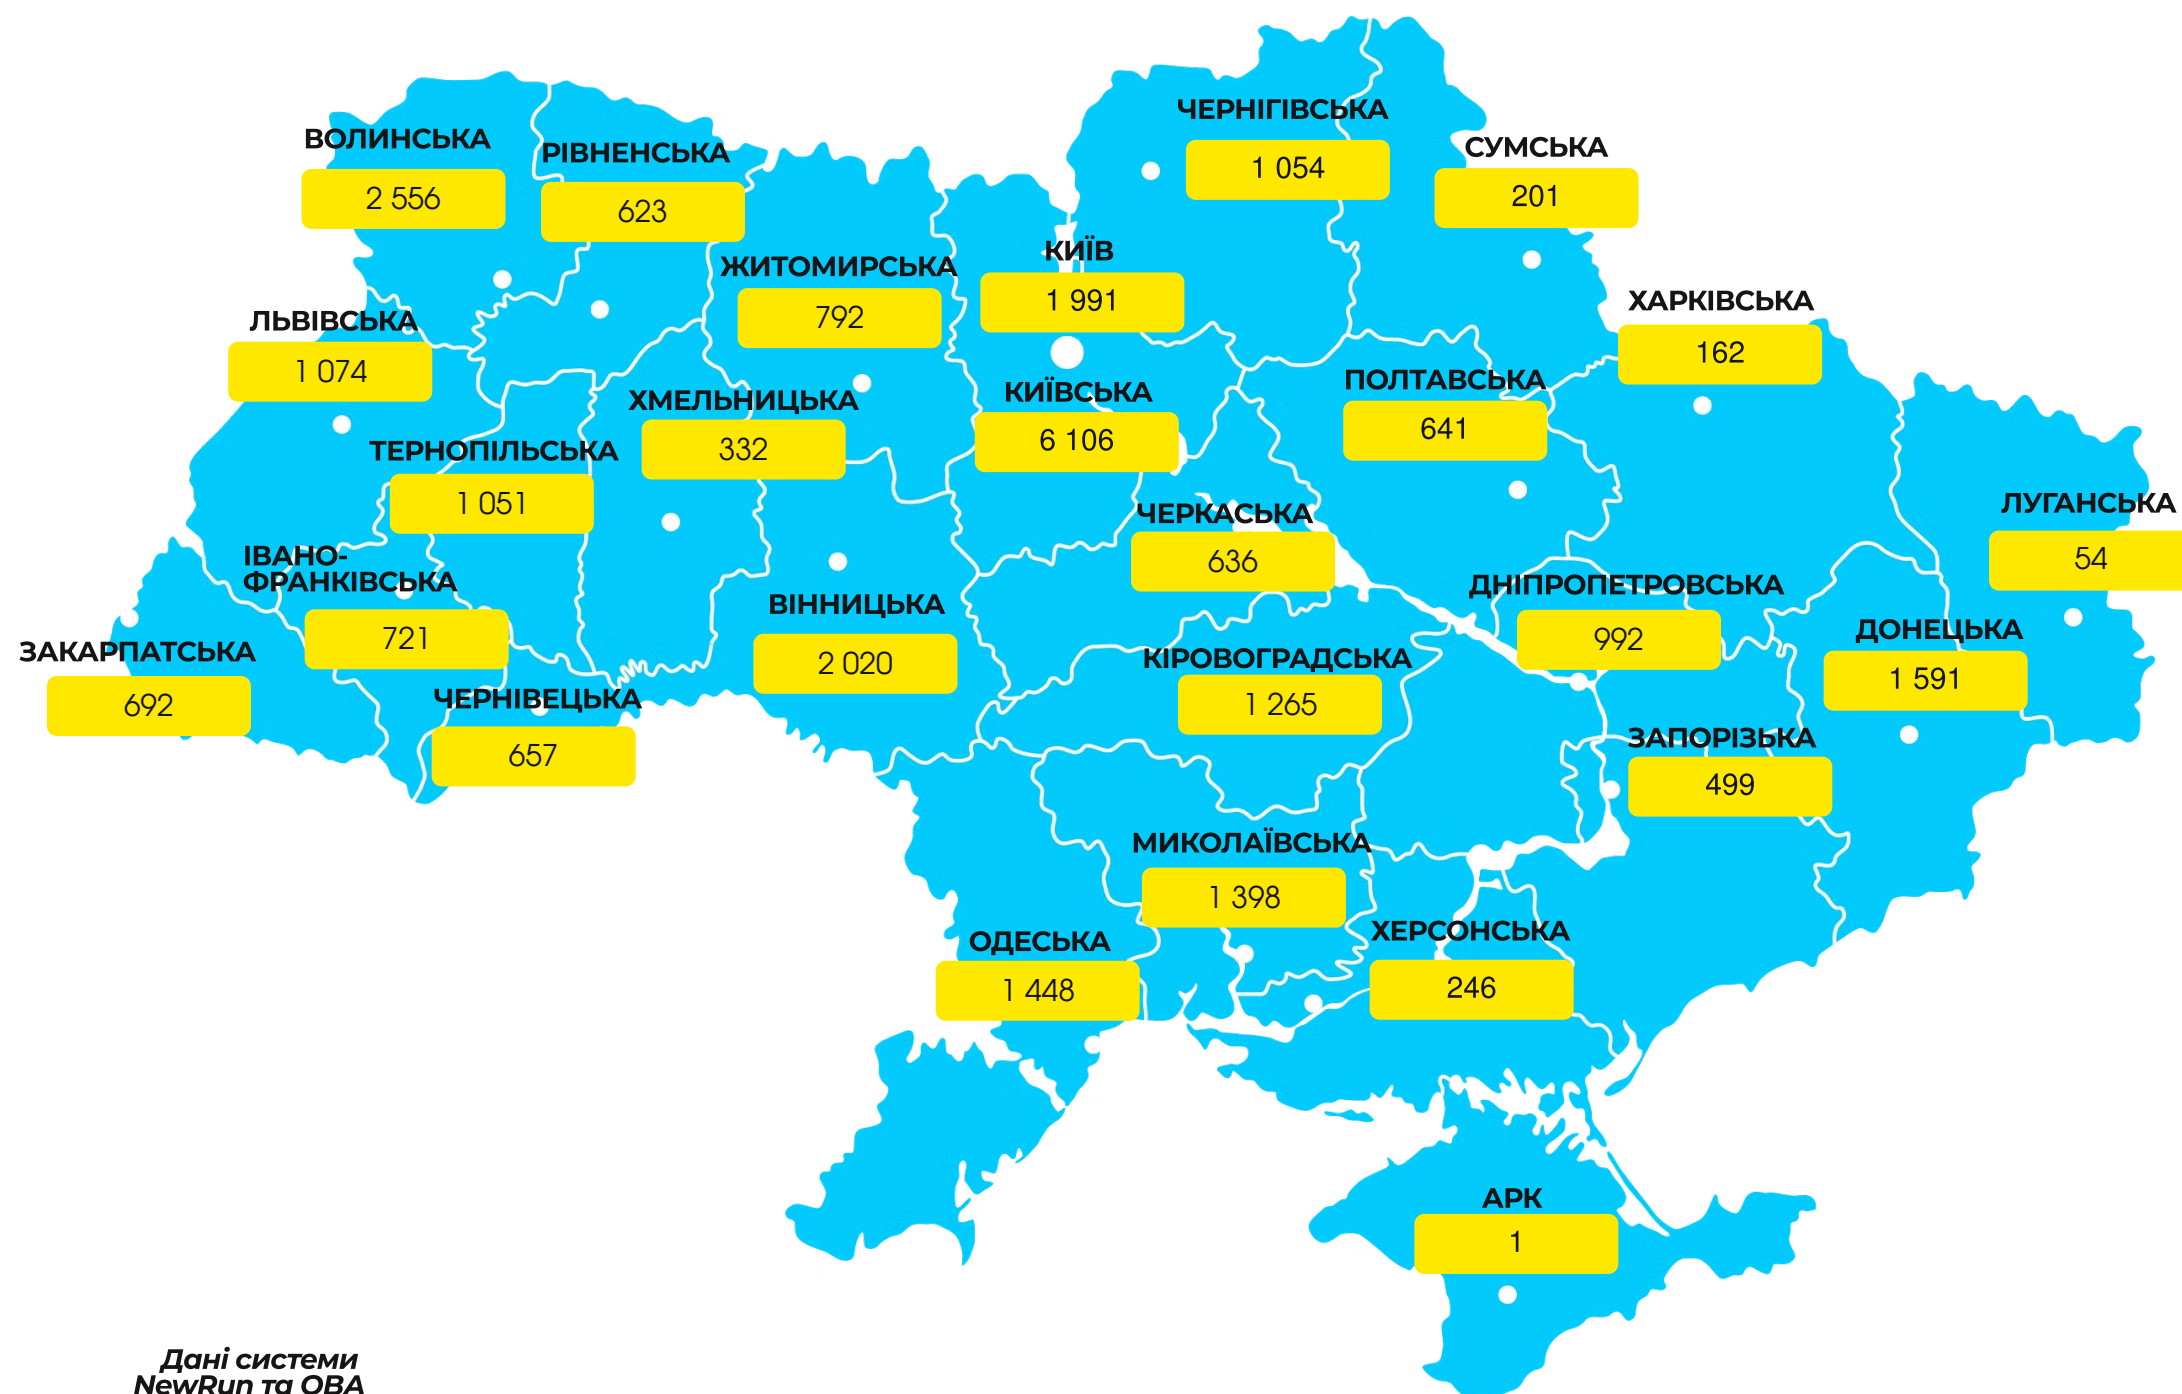 ЧЕРНІГІВСЬКА
1 054
ВОЛИНСЬКА
2 556
РІВНЕНСЬКА
623
СУМСЬКА
201
КИЇВ
1 991
ЖИТОМИРСЬКА
792
ХАРКІВСЬКА
162
ЛЬВІВСЬКА
1 074
ПОЛТАВСЬКА
641
КИЇВСЬКА
6 106
ХМЕЛЬНИЦЬКА
332
ТЕРНОПІЛЬСЬКА
1 051
ЛУГАНСЬКА
54
ЧЕРКАСЬКА
636
ІВАНО-
ФРАНКІВСЬКА
721
ДНІПРОПЕТРОВСЬКА
992
ВІННИЦЬКА
2 020
ДОНЕЦЬКА
1 591
ЗАКАРПАТСЬКА
692
КІРОВОГРАДСЬКА
1 265
ЧЕРНІВЕЦЬКА
657
ЗАПОРІЗЬКА
499
МИКОЛАЇВСЬКА
1 398
ХЕРСОНСЬКА
246
ОДЕСЬКА
1 448
АРК
1
Дані системи
NewRun та ОВА